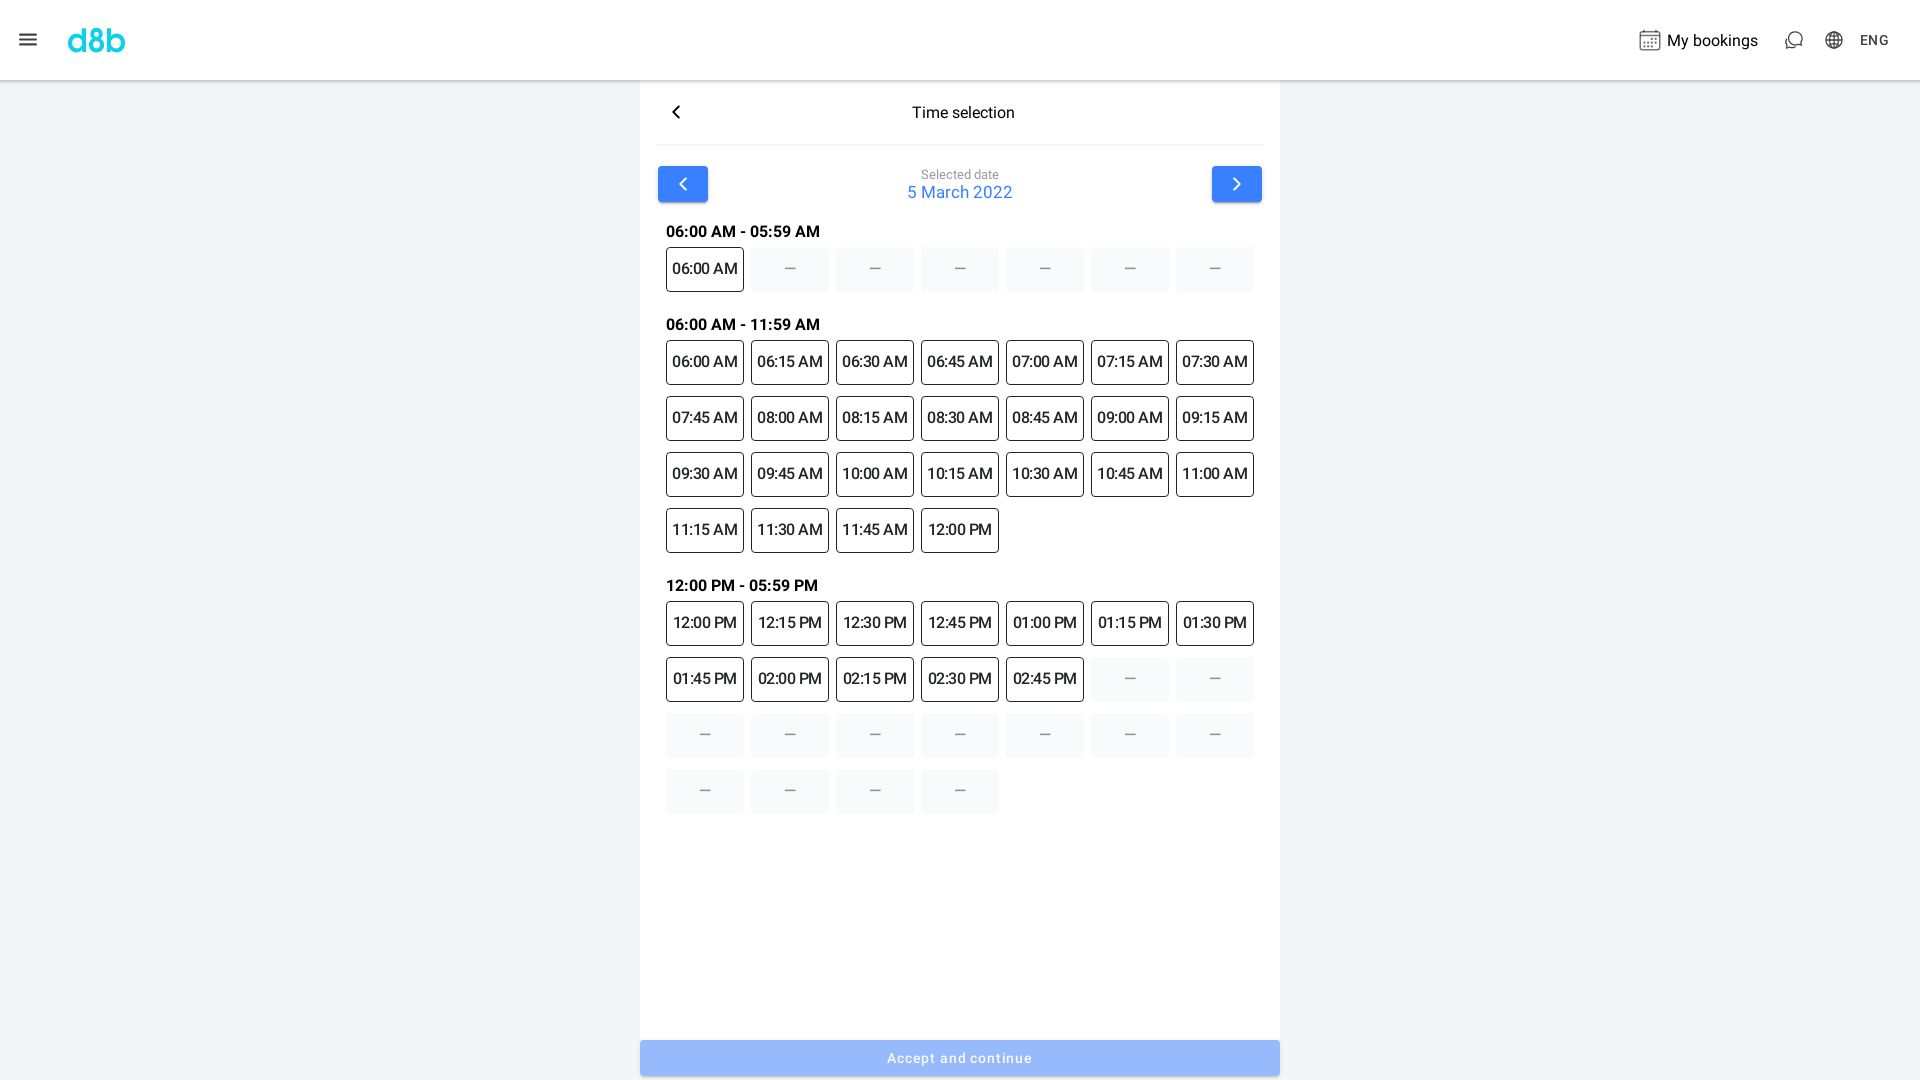 d8b
My bookings
ENG
Time selection
Selected date
5 March 2022
06:00 AM - 05:59 AM
06:00 AM — — — — — —
06:00 AM - 11:59 AM
06:00 AM 06:15 AM 06:30 AM 06:45 AM 07:00 AM 07:15 AM 07:30 AM
07:45 AM 08:00 AM 08:15 AM 08:30 AM 08:45 AM 09:00 AM 09:15 AM
09:30 AM 09:45 AM 10:00 AM 10:15 AM 10:30 AM 10:45 AM 11:00 AM
11:15 AM 11:30 AM 11:45 AM 12:00 PM
12:00 PM - 05:59 PM
12:00 PM 12:15 PM 12:30 PM 12:45 PM 01:00 PM 01:15 PM 01:30 PM
01:45 PM 02:00 PM 02:15 PM 02:30 PM 02:45 PM — —
— — — — — — —
— — — —
Accept and continue